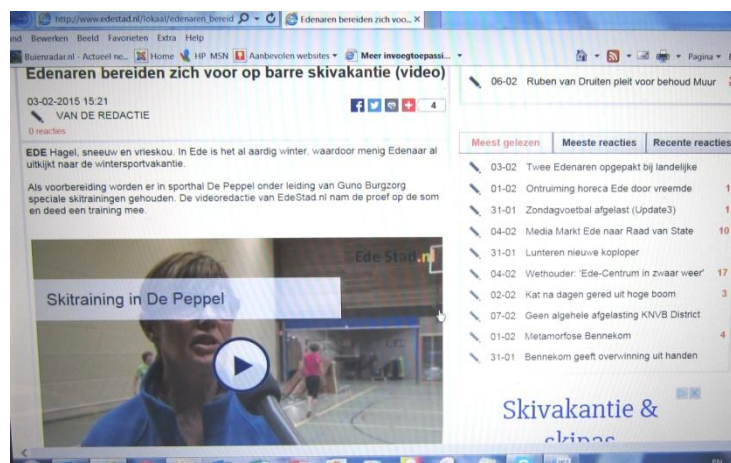 http://www.edestad.nl/lokaal/edenaren_bereid
Edenaren bereiden zich voo...
Bewerken Beeld Favorieten Extra Help
Buienradar.nl - Actueel ne... Home HP MSN Aanbevolen websites Meer invoegtoepassi...
Pagina
Edenaren bereiden zich voor op barre skivakantie (video)
03-02-2015 15:21
VAN DE REDACTIE
4
0 reacties
EDE Hagel, sneeuw en vrieskou. In Ede is het al aardig winter, waardoor menig Edenaar al
uitkijkt naar de wintersportvakantie.
Als voorbereiding worden er in sporthal De Peppel onder leiding van Guno Burgzorg
speciale skitrainingen gehouden. De videoredactie van EdeStad.nl nam de proef op de som
en deed een training mee.
Ede Stad.nl
Skitraining in De Peppel
06-02 Ruben van Druiten pleit voor behoud Muur
Meest gelezen Meeste reacties Recente reacties
03-02 Twee Edenaren opgepakt bij landelijke
01-02 Ontruiming horeca Ede door vreemde 1
31-01 Zondagvoetbal afgelast (Update3) 1
04-02 Media Markt Ede naar Raad van State 10
31-01 Lunteren nieuwe koploper
04-02 Wethouder: 'Ede-Centrum in zwaar weer' 17
02-02 Kat na dagen gered uit hoge boom 3
07-02 Geen algehele afgelasting KNVB District
01-02 Metamorfose Bennekom 4
31-01 Bennekom geeft overwinning uit handen
Skivakantie &
skipas